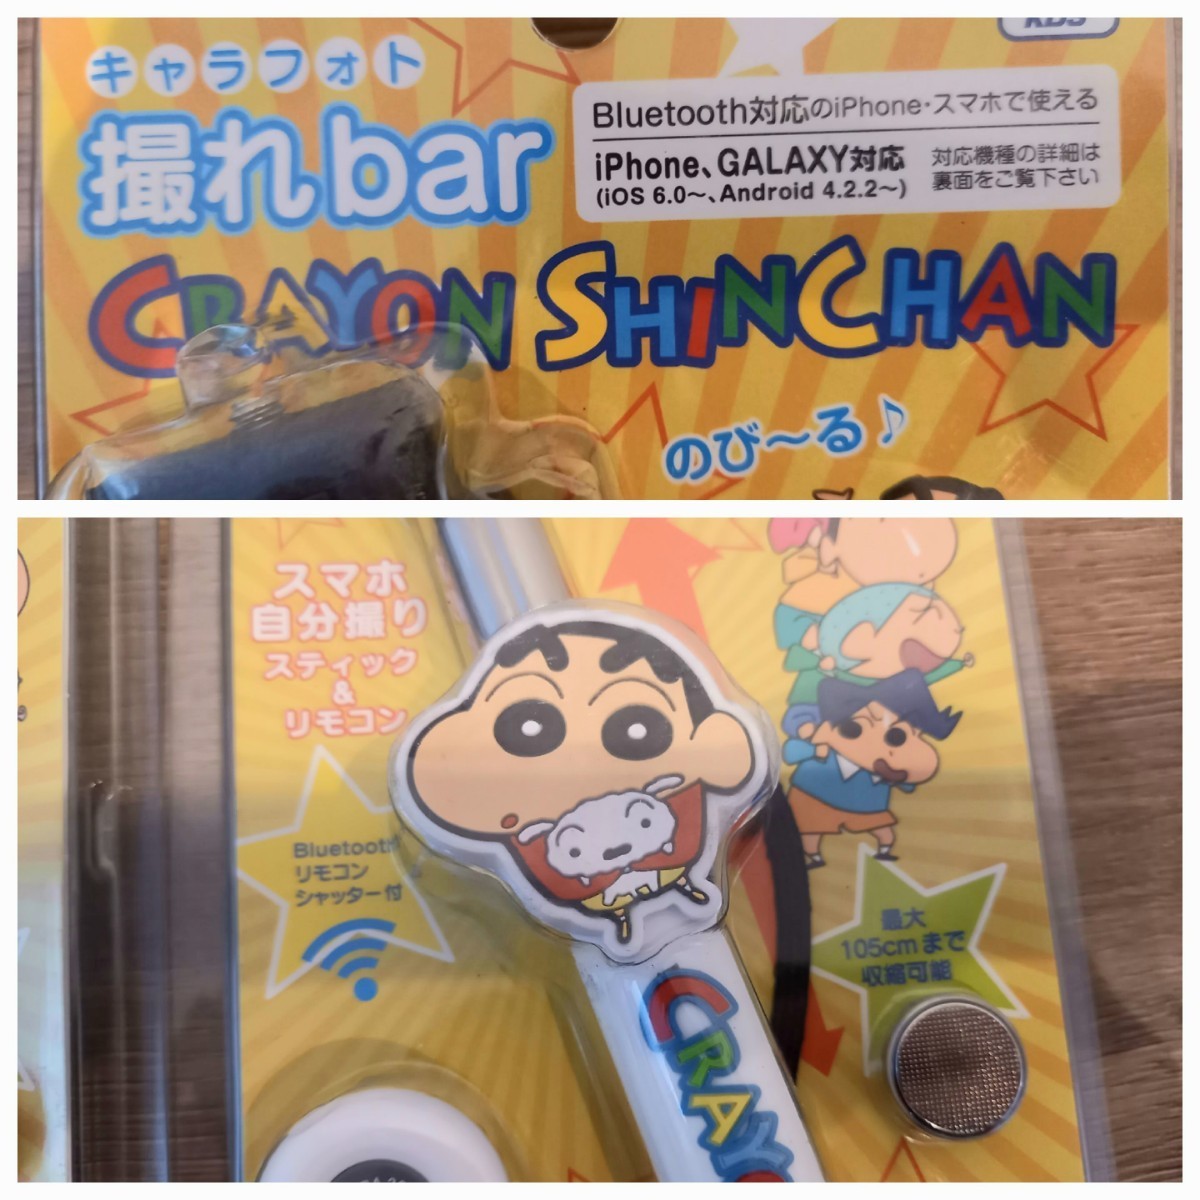 キャラフォト
撮れbar
Bluetooth対応のiPhone・スマホで使える
iPhone、GALAXY対応
(iOS 6.0〜、Android 4.2.2〜)
対応機種の詳細は
裏面をご覧下さい
CRAYON SHINCHAN
のび〜る♪
スマホ
自分撮り
スティック
&
リモコン
Bluetooth
リモコン
シャッター付
最大
105cmまで
収縮可能
CRAYO